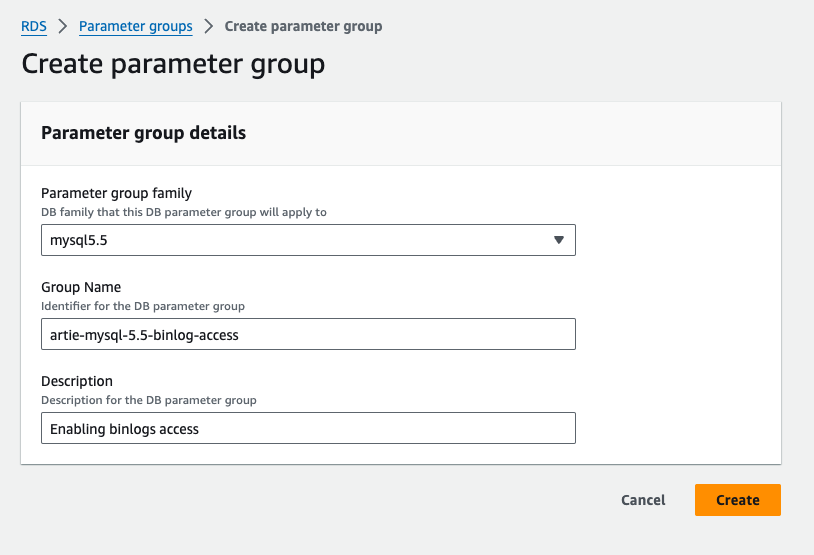 RDS > Parameter groups > Create parameter group
Create parameter group
Parameter group details
Parameter group family
DB family that this DB parameter group will apply to
mysql5.5
Group Name
Identifier for the DB parameter group
artie-mysql-5.5-binlog-access
Description
Description for the DB parameter group
Enabling binlogs access
Cancel Create